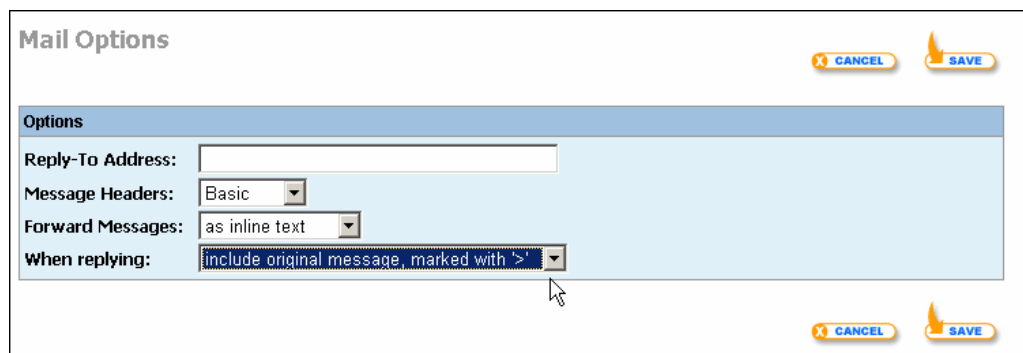 Mail Options
CANCEL SAVE
Options
Reply-To Address:
Message Headers: Basic
Forward Messages: as inline text
When replying: include original message, marked with '>'
CANCEL SAVE